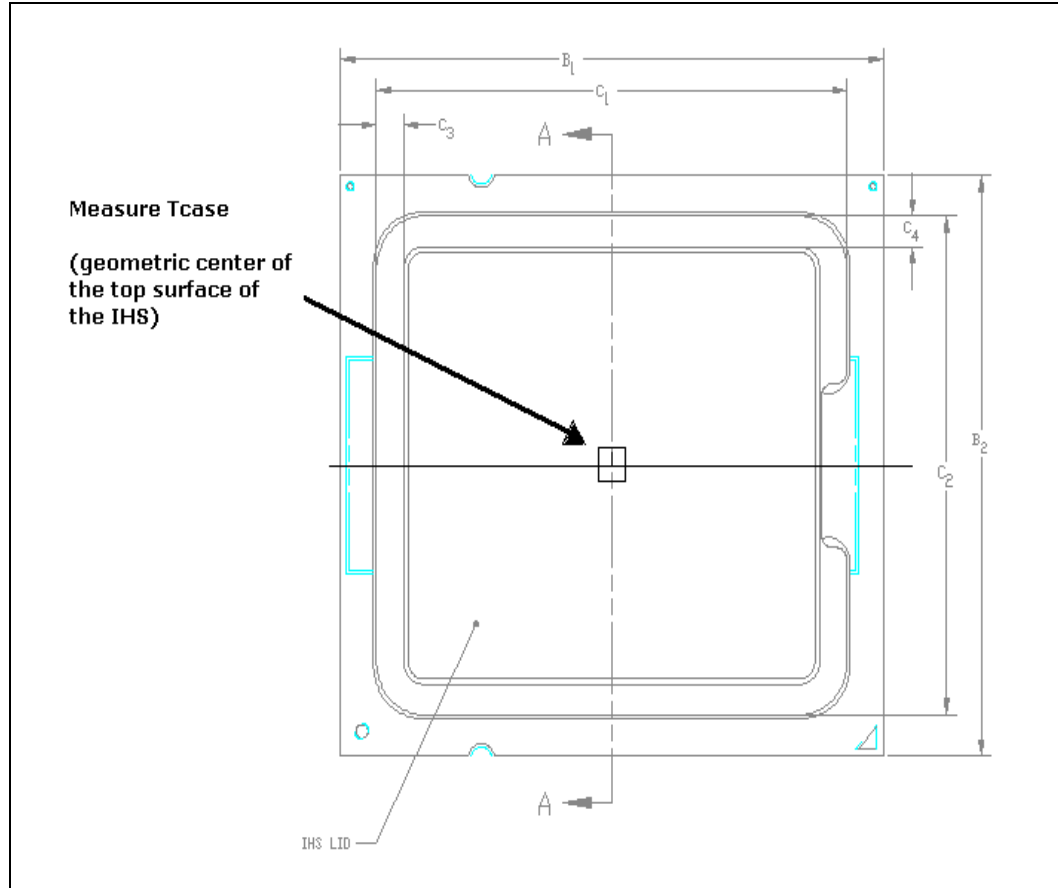 B1
C1
C3
A
Measure Tcase
(geometric center of
the top surface of
the IHS)
C4
B2
C2
A
IHS LID